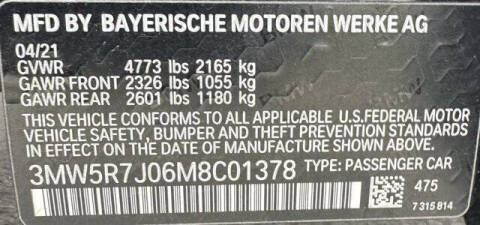 MFD BY BAYERISCHE MOTOREN WERKE AG
04/21
GVWR 4773 lbs 2165 kg
GAWR FRONT 2326 lbs 1055 kg
GAWR REAR 2601 lbs 1180 kg
THIS VEHICLE CONFORMS TO ALL APPLICABLE U.S.FEDERAL MOTOR
VEHICLE SAFETY, BUMPER AND THEFT PREVENTION STANDARDS IN
EFFECT ON THE DATE OF MANUFACTURE SHOWN ABOVE.
3MW5R7J06M8C01378 TYPE: PASSENGER CAR
475
7 315 814